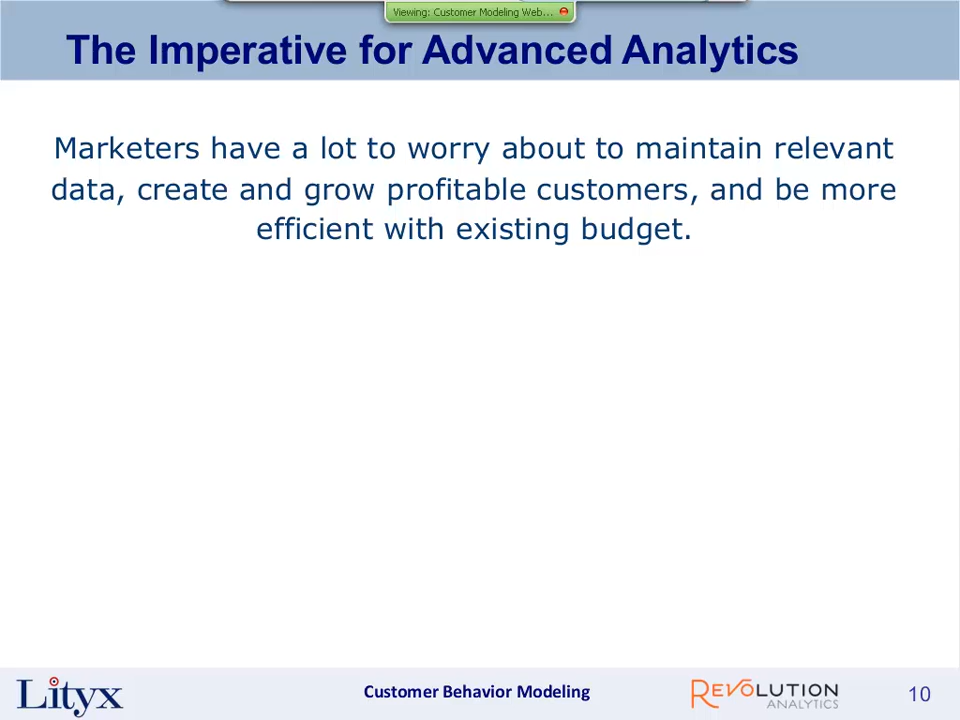 Viewing: Customer Modeling Web...
The Imperative for Advanced Analytics
Marketers have a lot to worry about to maintain relevant
data, create and grow profitable customers, and be more
efficient with existing budget.
Lityx
Customer Behavior Modeling
REVOLUTION
ANALYTICS
10